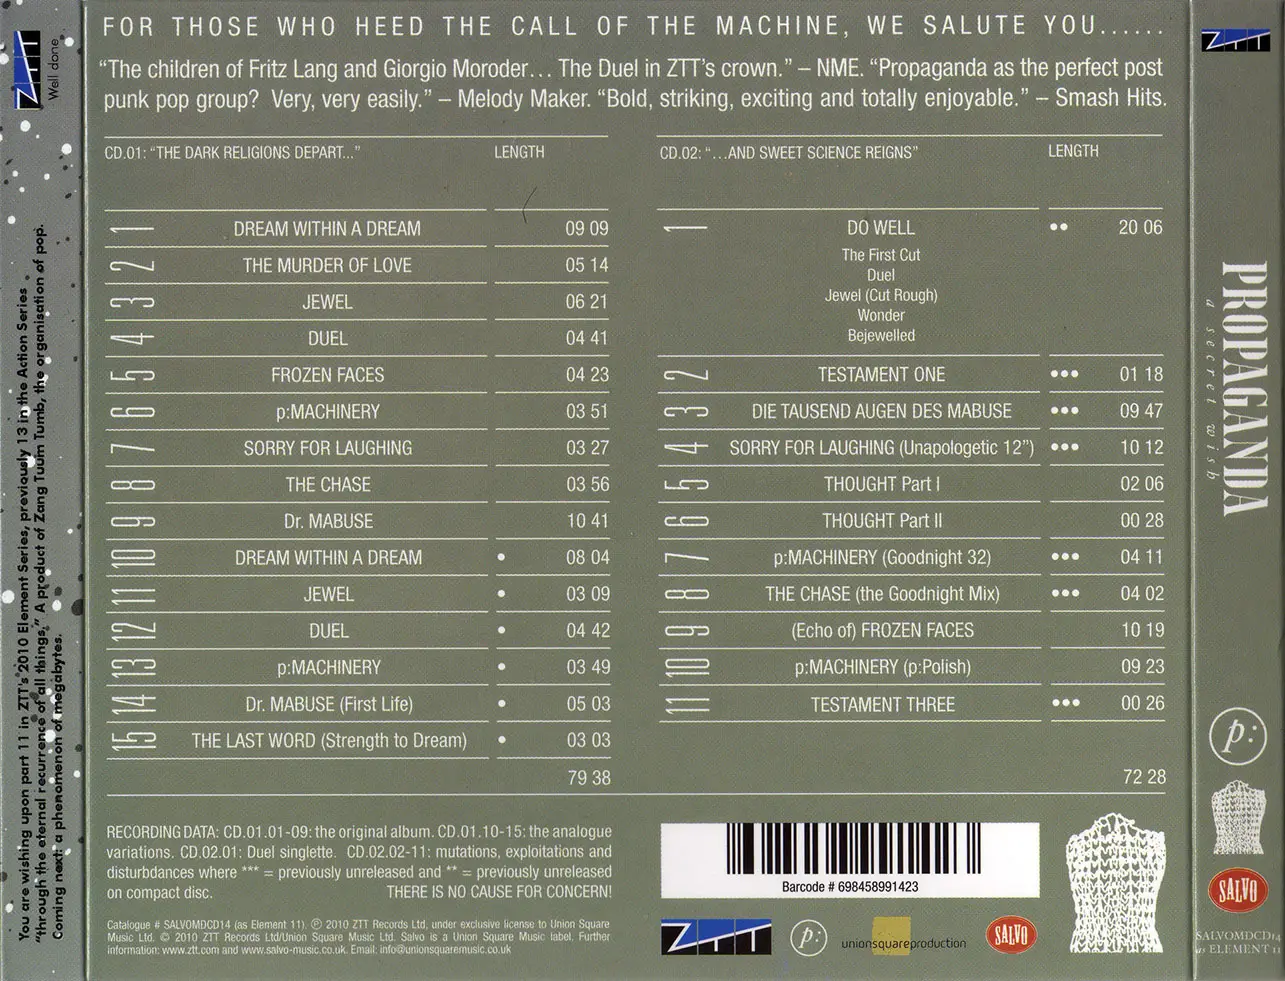 FOR THOSE WHO HEED THE CALL OF THE MACHINE, WE SALUTE YOU......
“The children of Fritz Lang and Giorgio Moroder... The Duel in ZTT’s crown.” – NME. “Propaganda as the perfect post
punk pop group? Very, very easily.” – Melody Maker. “Bold, striking, exciting and totally enjoyable.” – Smash Hits.
CD.01: “THE DARK RELIGIONS DEPART...” LENGTH
1 DREAM WITHIN A DREAM 09 09
2 THE MURDER OF LOVE 05 14
3 JEWEL 06 21
4 DUEL 04 41
5 FROZEN FACES 04 23
6 p:MACHINERY 03 51
7 SORRY FOR LAUGHING 03 27
8 THE CHASE 03 56
9 Dr. MABUSE 10 41
10 DREAM WITHIN A DREAM • 08 04
11 JEWEL • 03 09
12 DUEL • 04 42
13 p:MACHINERY • 03 49
14 Dr. MABUSE (First Life) • 05 03
15 THE LAST WORD (Strength to Dream) • 03 03
79 38
CD.02: “...AND SWEET SCIENCE REIGNS” LENGTH
1 DO WELL •• 20 06
The First Cut
Duel
Jewel (Cut Rough)
Wonder
Bejewelled
2 TESTAMENT ONE ••• 01 18
3 DIE TAUSEND AUGEN DES MABUSE ••• 09 47
4 SORRY FOR LAUGHING (Unapologetic 12”) ••• 10 12
5 THOUGHT Part I 02 06
6 THOUGHT Part II 00 28
7 p:MACHINERY (Goodnight 32) ••• 04 11
8 THE CHASE (the Goodnight Mix) ••• 04 02
9 (Echo of) FROZEN FACES 10 19
10 p:MACHINERY (p:Polish) 09 23
11 TESTAMENT THREE ••• 00 26
72 28
RECORDING DATA: CD.01.01-09: the original album. CD.01.10-15: the analogue
variations. CD.02.01: Duel singlette. CD.02.02-11: mutations, exploitations and
disturbdances where *** = previously unreleased and ** = previously unreleased
on compact disc. THERE IS NO CAUSE FOR CONCERN!
Catalogue # SALVOMDCD14 (as Element 11). ℗ 2010 ZTT Records Ltd, under exclusive license to Union Square
Music Ltd. © 2010 ZTT Records Ltd/Union Square Music Ltd. Salvo is a Union Square Music label. Further
information: www.ztt.com and www.salvo-music.co.uk. Email: info@unionsquaremusic.co.uk
Barcode # 698458991423
ZTT
p:
unionsquareproduction
SALVO
ZTT
Well done
You are wishing upon part 11 in ZTT’s 2010 Element Series, previously 13 in the Action Series
“through the eternal recurrence of all things.” A product of Zang Tuum Tumb, the organisation of pop.
Coming next: a phenomenon of megabytes.
ZTT
PROPAGANDA
a secret wish
p:
SALVO
SALVOMDCD14
as ELEMENT 11